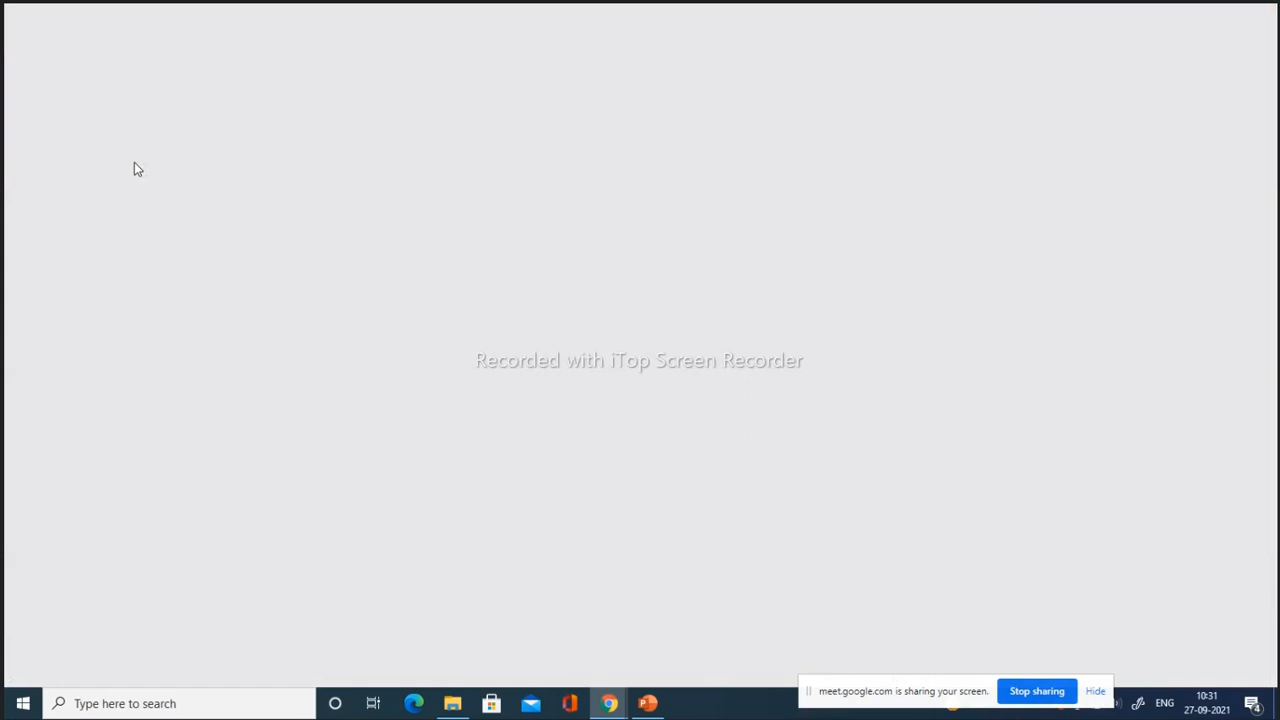 Recorded with iTop Screen Recorder
meet.google.com is sharing your screen.
Stop sharing
Hide
Type here to search
ENG
10:31
27-09-2021
4